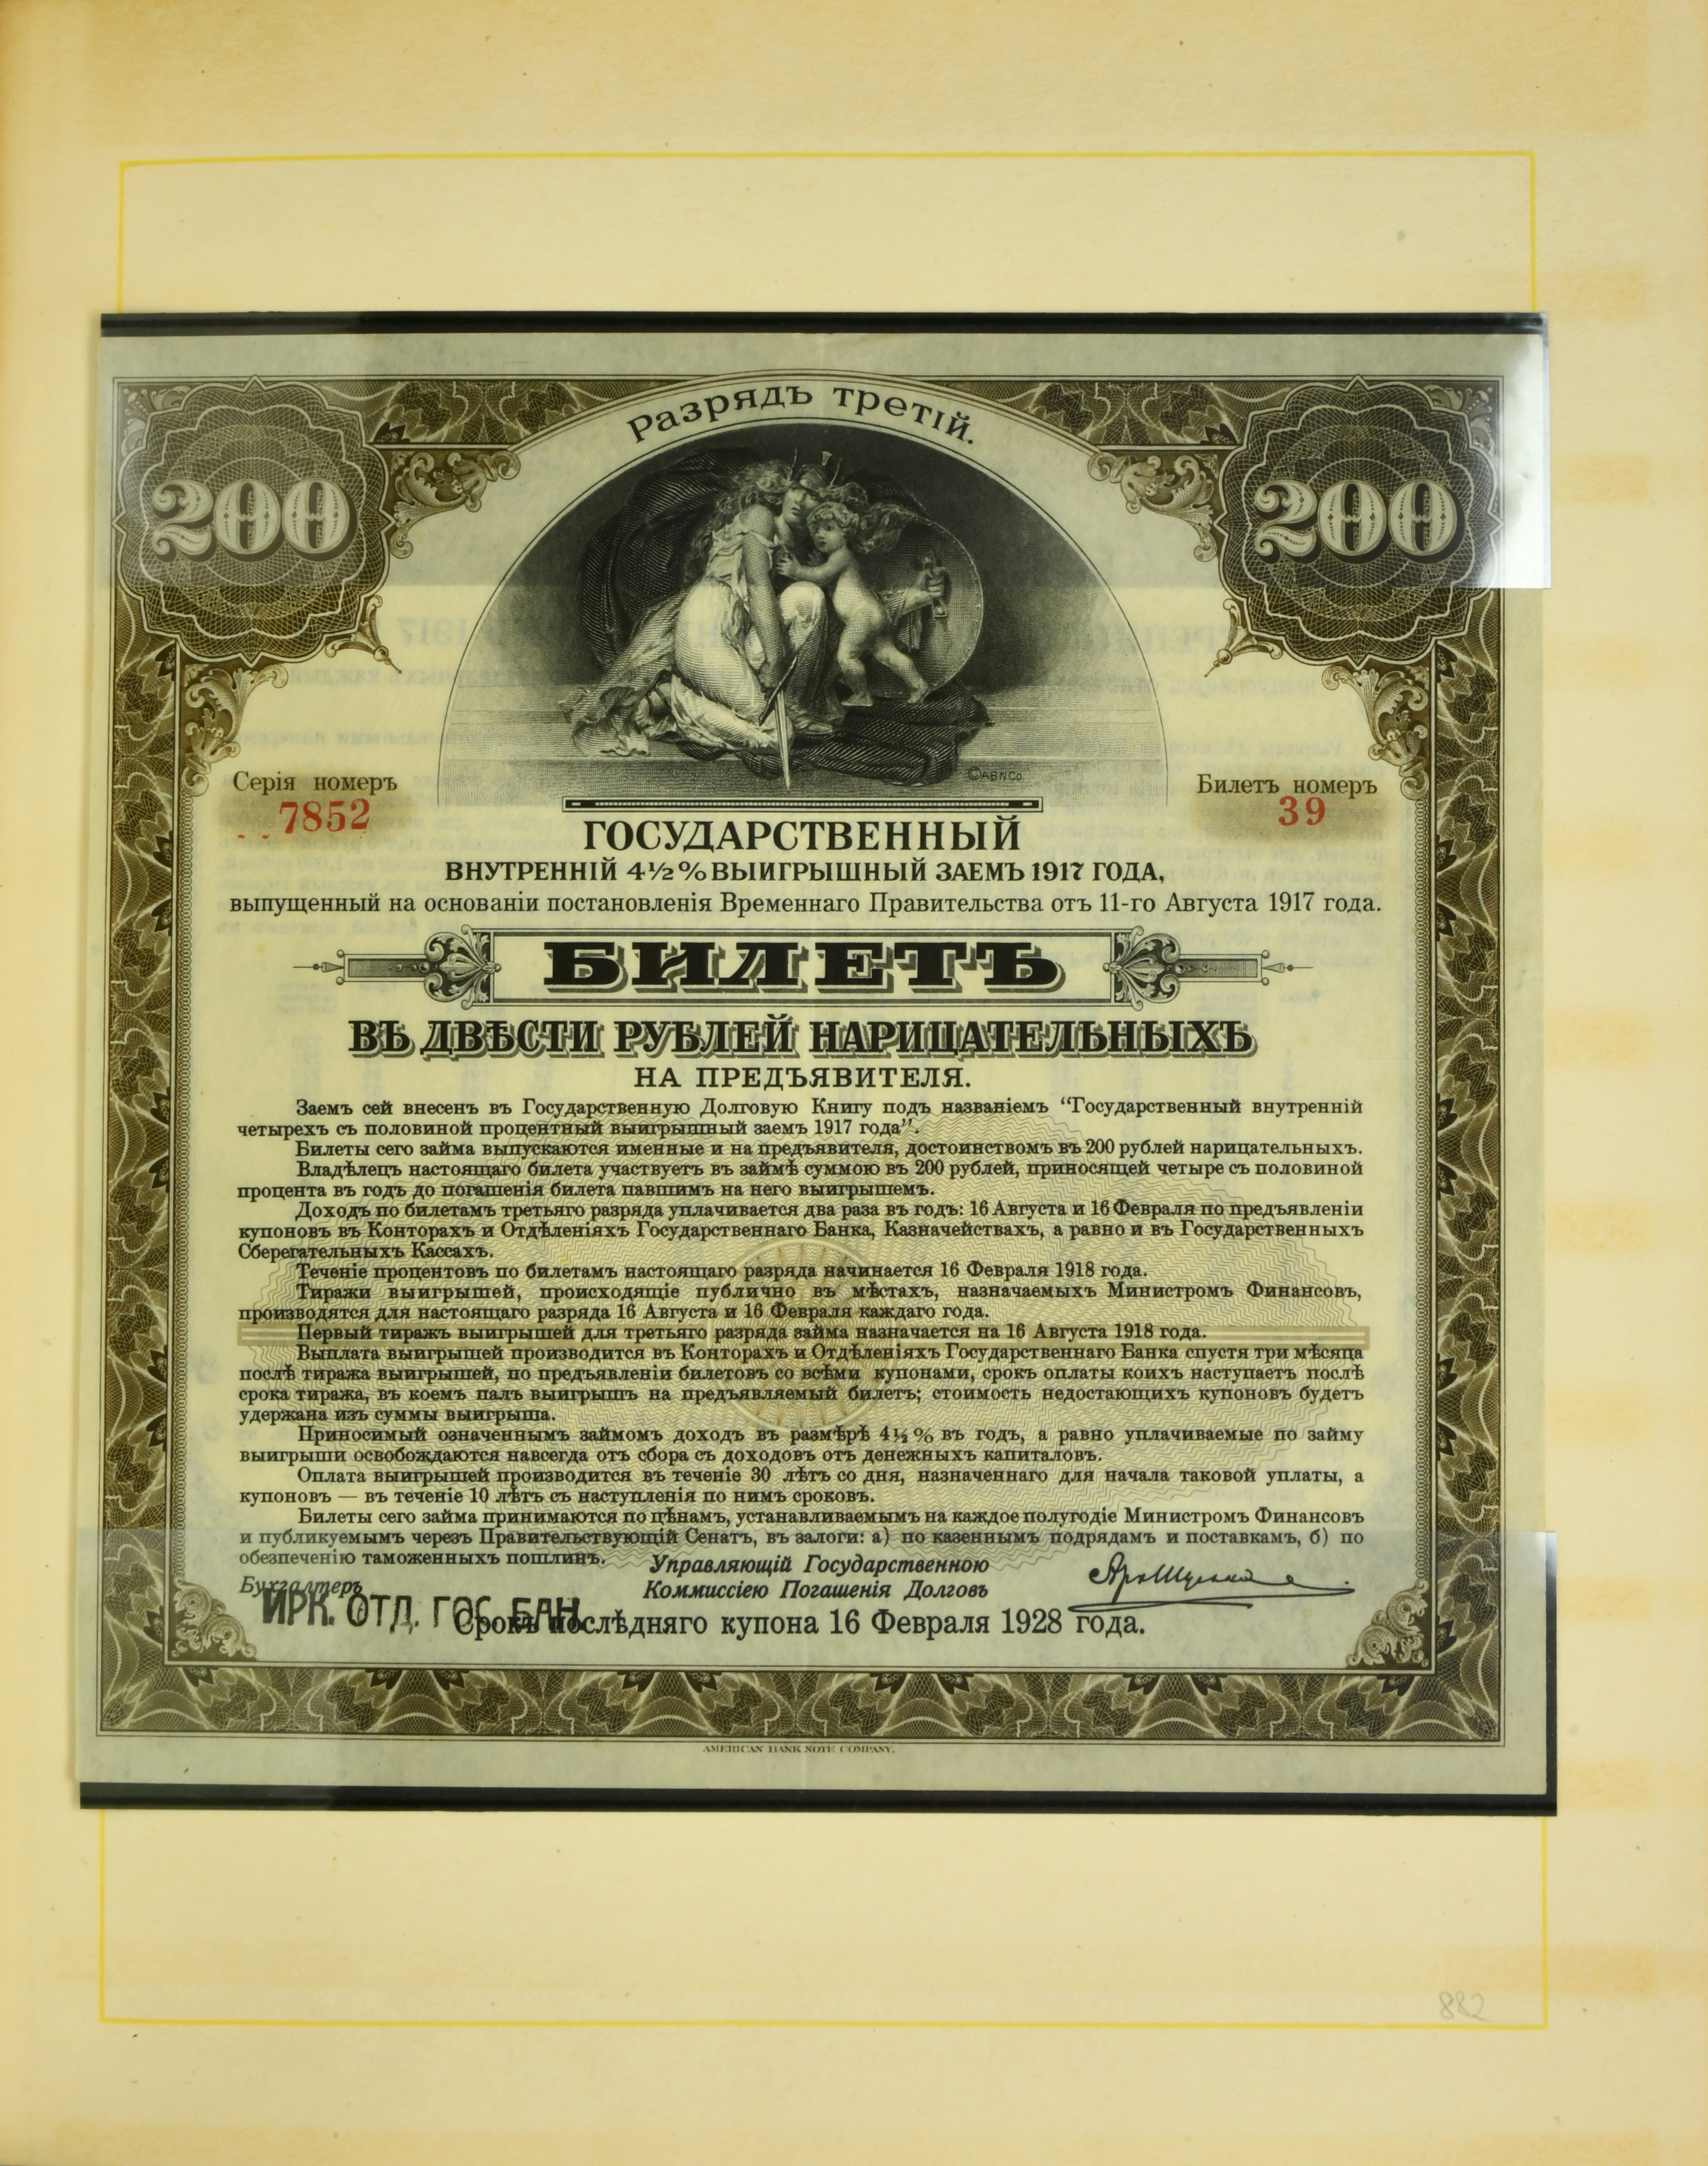 Разрядъ третій.
200
200
©ABNCo.
Серія номеръ
7852
Билетъ номеръ
39
ГОСУДАРСТВЕННЫЙ
ВНУТРЕННІЙ 4½% ВЫИГРЫШНЫЙ ЗАЕМЪ 1917 ГОДА,
выпущенный на основаніи постановленія Временнаго Правительства отъ 11-го Августа 1917 года.
БИЛЕТЪ
ВЪ ДВѢСТИ РУБЛЕЙ НАРИЦАТЕЛЬНЫХЪ
НА ПРЕДЪЯВИТЕЛЯ.
Заемъ сей внесенъ въ Государственную Долговую Книгу подъ названіемъ “Государственный внутренній
четырехъ съ половиной процентный выигрышный заемъ 1917 года”.
Билеты сего займа выпускаются именные и на предъявителя, достоинствомъ въ 200 рублей нарицательныхъ.
Владѣлецъ настоящаго билета участвуетъ въ займѣ суммою въ 200 рублей, приносящей четыре съ половиной
процента въ годъ до погашенія билета павшимъ на него выигрышемъ.
Доходъ по билетамъ третьяго разряда уплачивается два раза въ годъ: 16 Августа и 16 Февраля по предъявленіи
купоновъ въ Конторахъ и Отдѣленіяхъ Государственнаго Банка, Казначействахъ, а равно и въ Государственныхъ
Сберегательныхъ Кассахъ.
Теченіе процентовъ по билетамъ настоящаго разряда начинается 16 Февраля 1918 года.
Тиражи выигрышей, происходящіе публично въ мѣстахъ, назначаемыхъ Министромъ Финансовъ,
производятся для настоящаго разряда 16 Августа и 16 Февраля каждаго года.
Первый тиражъ выигрышей для третьяго разряда займа назначается на 16 Августа 1918 года.
Выплата выигрышей производится въ Конторахъ и Отдѣленіяхъ Государственнаго Банка спустя три мѣсяца
послѣ тиража выигрышей, по предъявленіи билетовъ со всѣми купонами, срокъ оплаты коихъ наступаетъ послѣ
срока тиража, въ коемъ палъ выигрышъ на предъявляемый билетъ; стоимость недостающихъ купоновъ будетъ
удержана изъ суммы выигрыша.
Приносимый означеннымъ займомъ доходъ въ размѣрѣ 4½% въ годъ, а равно уплачиваемые по займу
выигрыши освобождаются навсегда отъ сбора съ доходовъ отъ денежныхъ капиталовъ.
Оплата выигрышей производится въ теченіе 30 лѣтъ со дня, назначеннаго для начала таковой уплаты, а
купоновъ — въ теченіе 10 лѣтъ съ наступленія по нимъ сроковъ.
Билеты сего займа принимаются по цѣнамъ, устанавливаемымъ на каждое полугодіе Министромъ Финансовъ
и публикуемымъ черезъ Правительствующій Сенатъ, въ залоги: а) по казеннымъ подрядамъ и поставкамъ, б) по
обезпеченію таможенныхъ пошлинъ.
Управляющій Государственною
Коммиссіею Погашенія Долговъ
Бухгалтеръ
ИРК. ОТД. ГОС. БАН.
Срокъ послѣдняго купона 16 Февраля 1928 года.
AMERICAN BANK NOTE COMPANY.
882